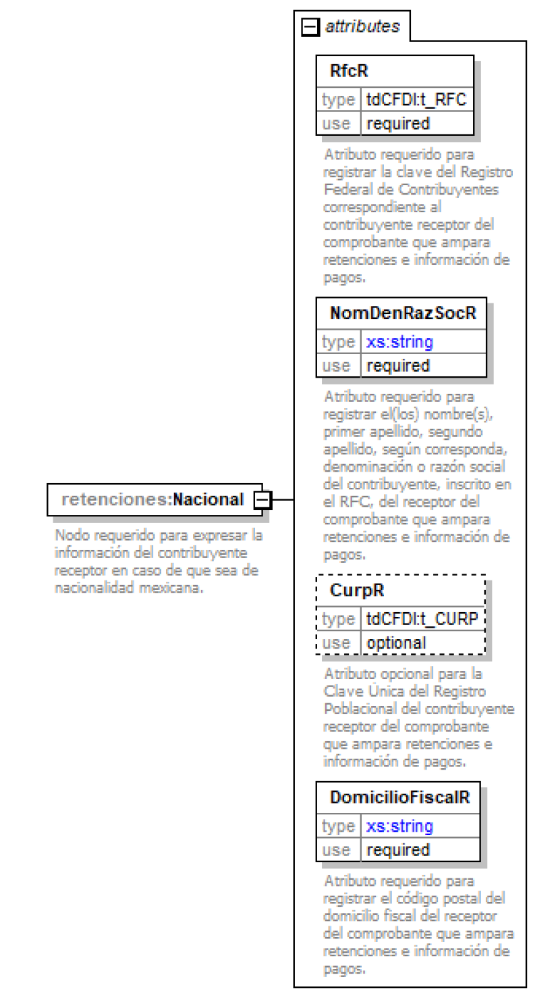 attributes
RfcR
type tdCFDI:t_RFC
use required
Atributo requerido para
registrar la clave del Registro
Federal de Contribuyentes
correspondiente al
contribuyente receptor del
comprobante que ampara
retenciones e información de
pagos.
NomDenRazSocR
type xs:string
use required
Atributo requerido para
registrar el(los) nombre(s),
primer apellido, segundo
apellido, según corresponda,
denominación o razón social
del contribuyente, inscrito en
el RFC, del receptor del
comprobante que ampara
retenciones e información de
pagos.
retenciones:Nacional
Nodo requerido para expresar la
información del contribuyente
receptor en caso de que sea de
nacionalidad mexicana.
CurpR
type tdCFDI:t_CURP
use optional
Atributo opcional para la
Clave Única del Registro
Poblacional del contribuyente
receptor del comprobante
que ampara retenciones e
información de pagos.
DomicilioFiscalR
type xs:string
use required
Atributo requerido para
registrar el código postal del
domicilio fiscal del receptor
del comprobante que ampara
retenciones e información de
pagos.